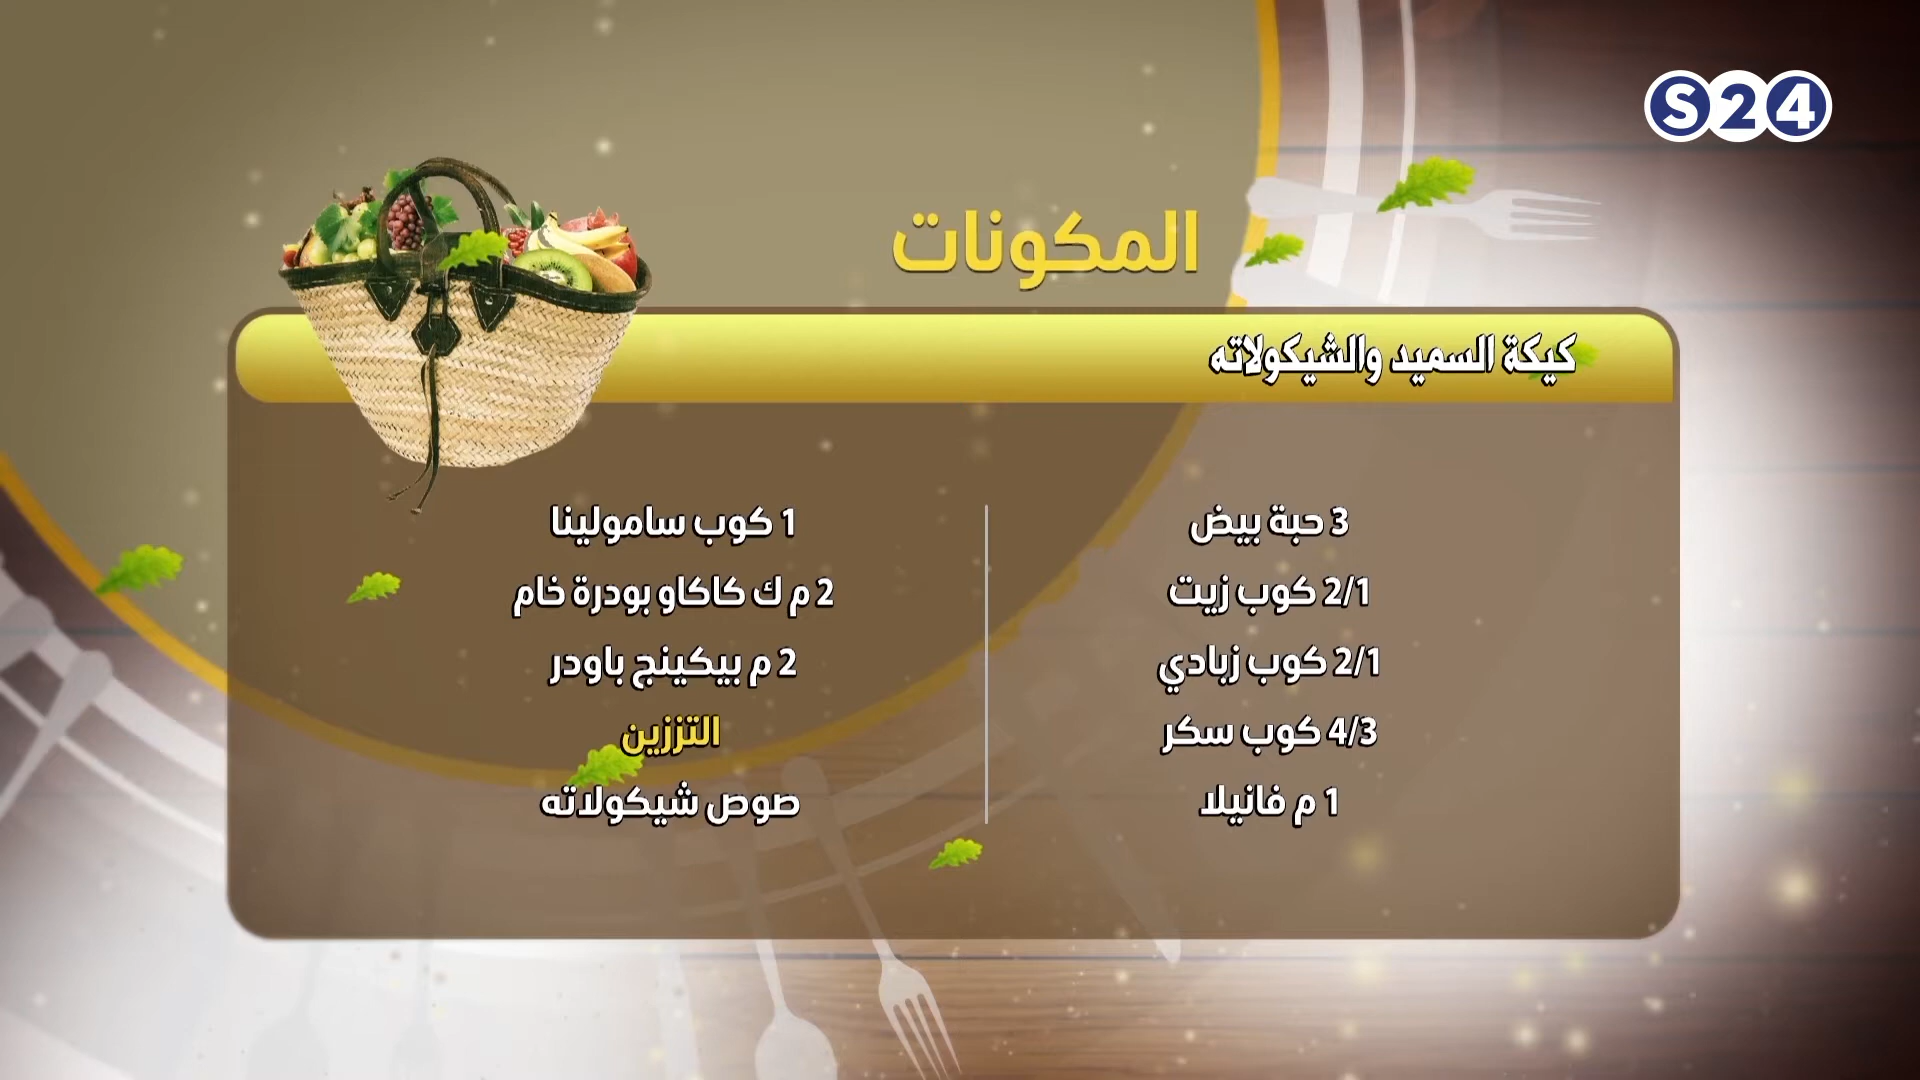 S24
المكونات
كيكة السميد والشيكولاته
3 حبة بيض
2/1 كوب زيت
2/1 كوب زبادي
4/3 كوب سكر
1 م فانيلا
1 كوب سامولينا
2 م ك كاكاو بودرة خام
2 م بيكينج باودر
التززين
صوص شيكولاته